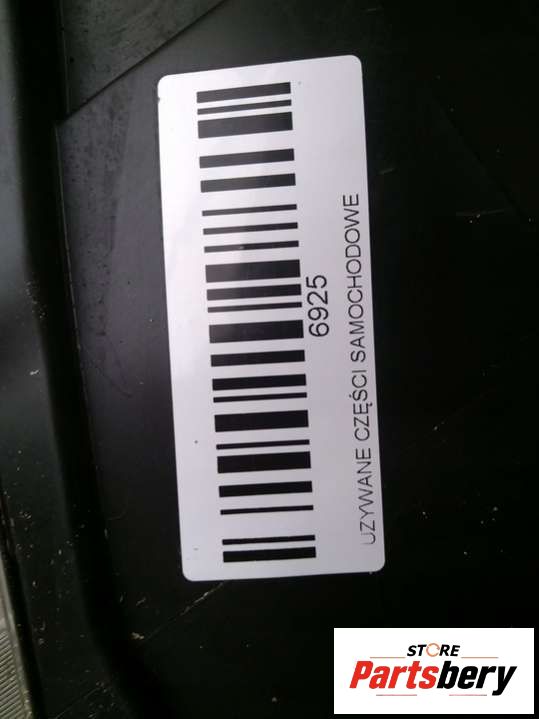 6925
UZYWANE CZĘŚCI SAMOCHODOWE
STORE
Partsbery